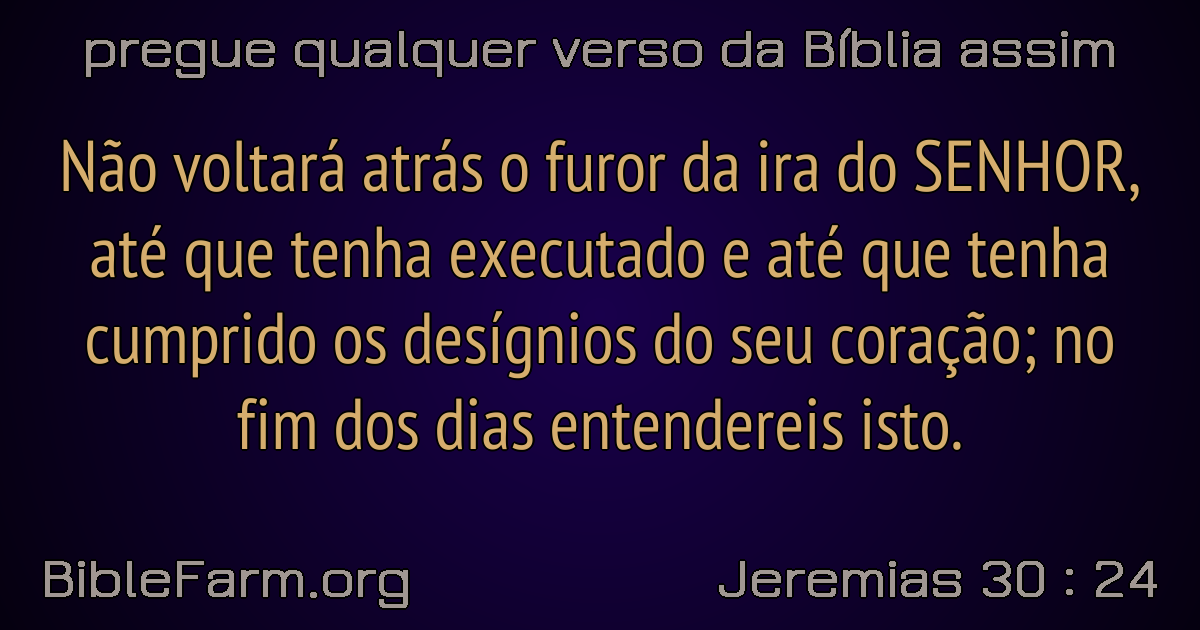 pregue qualquer verso da Bíblia assim
Não voltará atrás o furor da ira do SENHOR,
até que tenha executado e até que tenha
cumprido os desígnios do seu coração; no
fim dos dias entendereis isto.
BibleFarm.org
Jeremias 30 : 24